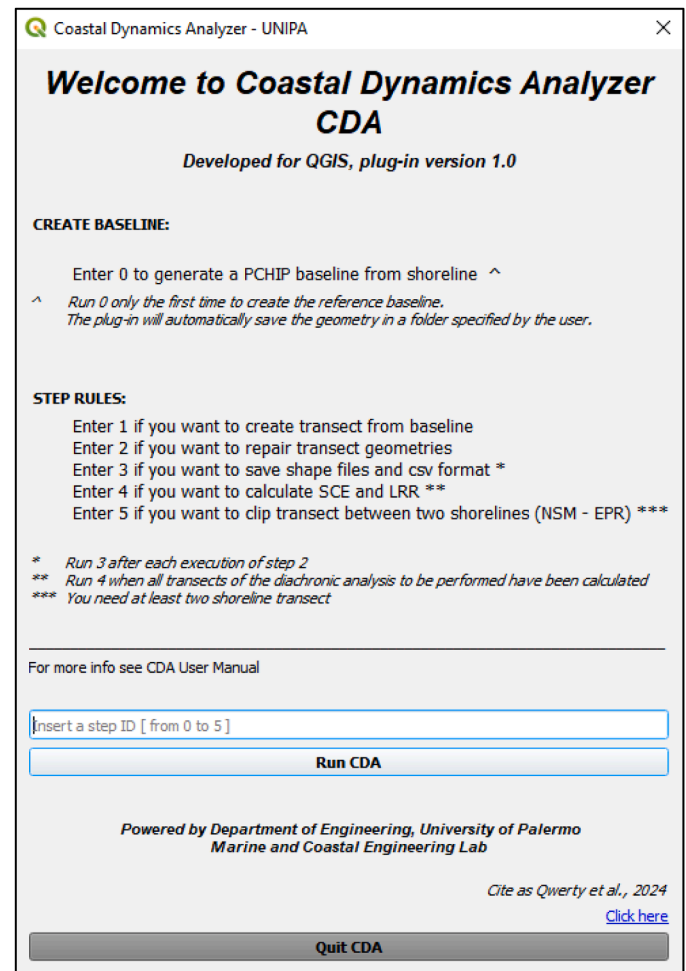 Coastal Dynamics Analyzer - UNIPA
Welcome to Coastal Dynamics Analyzer
CDA
Developed for QGIS, plug-in version 1.0
CREATE BASELINE:
Enter 0 to generate a PCHIP baseline from shoreline ^
^ Run 0 only the first time to create the reference baseline.
The plug-in will automatically save the geometry in a folder specified by the user.
STEP RULES:
Enter 1 if you want to create transect from baseline
Enter 2 if you want to repair transect geometries
Enter 3 if you want to save shape files and csv format *
Enter 4 if you want to calculate SCE and LRR **
Enter 5 if you want to clip transect between two shorelines (NSM - EPR) ***
* Run 3 after each execution of step 2
** Run 4 when all transects of the diachronic analysis to be performed have been calculated
*** You need at least two shoreline transect
For more info see CDA User Manual
Insert a step ID [ from 0 to 5 ]
Run CDA
Powered by Department of Engineering, University of Palermo
Marine and Coastal Engineering Lab
Cite as Qwerty et al., 2024
Click here
Quit CDA